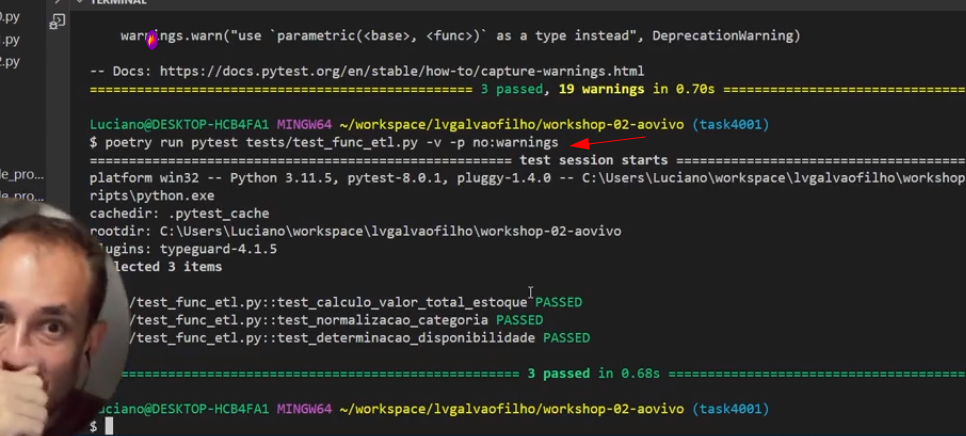 TERMINAL
0.py
1.py
2.py
le_pro...
le_pro...
warnings.warn("use `parametric(<base>, <func>)` as a type instead", DeprecationWarning)
-- Docs: https://docs.pytest.org/en/stable/how-to/capture-warnings.html
================================================= 3 passed, 19 warnings in 0.70s ===============================
Luciano@DESKTOP-HCB4FA1 MINGW64 ~/workspace/lvgalvaofilho/workshop-02-aovivo (task4001)
$ poetry run pytest tests/test_func_etl.py -v -p no:warnings
====================================================== test session starts =====================================
platform win32 -- Python 3.11.5, pytest-8.0.1, pluggy-1.4.0 -- C:\Users\Luciano\workspace\lvgalvaofilho\workshop
ripts\python.exe
cachedir: .pytest_cache
rootdir: C:\Users\Luciano\workspace\lvgalvaofilho\workshop-02-aovivo
lugins: typeguard-4.1.5
lected 3 items
/test_func_etl.py::test_calculo_valor_total_estoque PASSED
/test_func_etl.py::test_normalizacao_categoria PASSED
/test_func_etl.py::test_determinacao_disponibilidade PASSED
=================================================== 3 passed in 0.68s ======================================
uciano@DESKTOP-HCB4FA1 MINGW64 ~/workspace/lvgalvaofilho/workshop-02-aovivo (task4001)
$